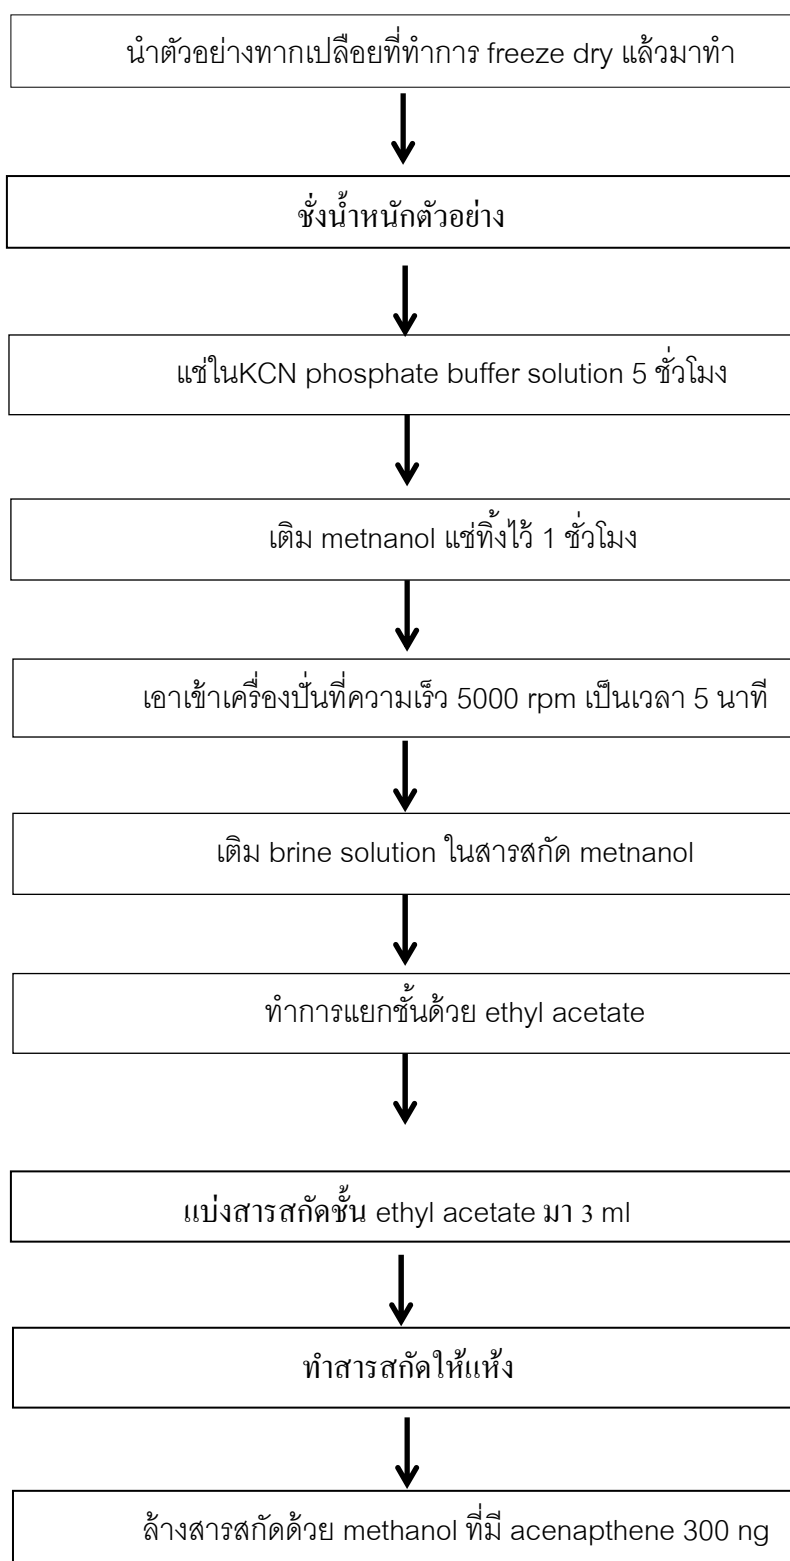 นำตัวอย่างทากเปลือยที่ทำการ freeze dry แล้วมาทำ
ชั่งน้ำหนักตัวอย่าง
แช่ในKCN phosphate buffer solution 5 ชั่วโมง
เติม metnanol แช่ทิ้งไว้ 1 ชั่วโมง
เอาเข้าเครื่องปั่นที่ความเร็ว 5000 rpm เป็นเวลา 5 นาที
เติม brine solution ในสารสกัด metnanol
ทำการแยกชั้นด้วย ethyl acetate
แบ่งสารสกัดชั้น ethyl acetate มา 3 ml
ทำสารสกัดให้แห้ง
ล้างสารสกัดด้วย methanol ที่มี acenapthene 300 ng